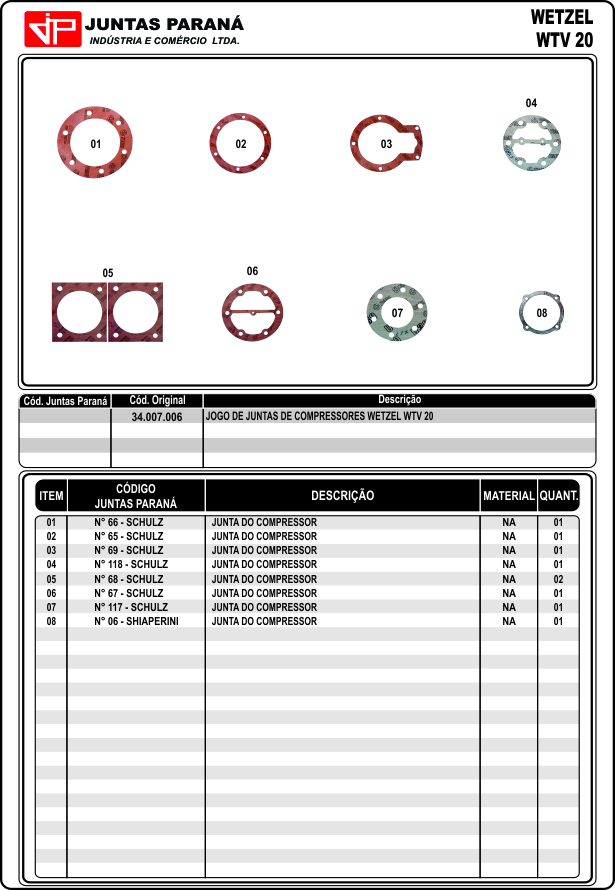 JP JUNTAS PARANÁ
INDÚSTRIA E COMÉRCIO LTDA.
WETZEL
WTV 20
01
02
03
04
05
06
07
08
Cód. Juntas Paraná Cód. Original Descrição
34.007.006 JOGO DE JUNTAS DE COMPRESSORES WETZEL WTV 20
ITEM CÓDIGO JUNTAS PARANÁ DESCRIÇÃO MATERIAL QUANT.
01 N° 66 - SCHULZ JUNTA DO COMPRESSOR NA 01
02 N° 65 - SCHULZ JUNTA DO COMPRESSOR NA 01
03 N° 69 - SCHULZ JUNTA DO COMPRESSOR NA 01
04 N° 118 - SCHULZ JUNTA DO COMPRESSOR NA 01
05 N° 68 - SCHULZ JUNTA DO COMPRESSOR NA 02
06 N° 67 - SCHULZ JUNTA DO COMPRESSOR NA 01
07 N° 117 - SCHULZ JUNTA DO COMPRESSOR NA 01
08 N° 06 - SHIAPERINI JUNTA DO COMPRESSOR NA 01